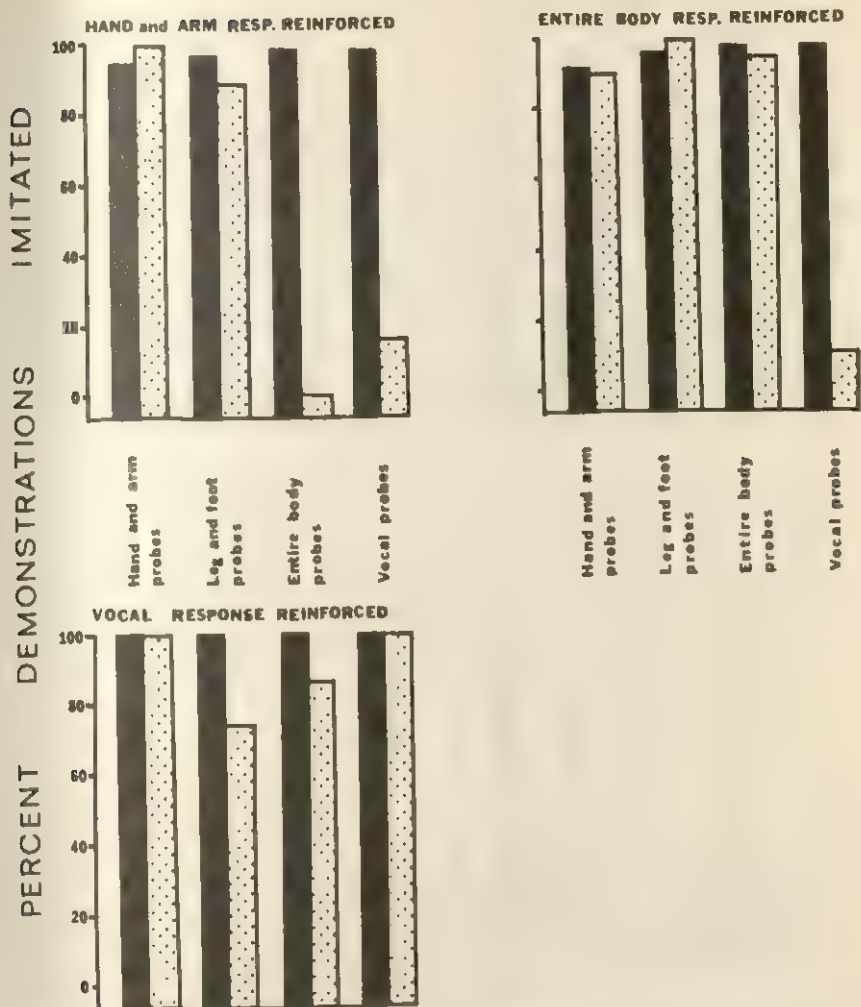 HAND and ARM RESP. REINFORCED
ENTIRE BODY RESP. REINFORCED
PERCENT DEMONSTRATIONS IMITATED
100
80
60
40
0
Hand and arm
probes
Leg and foot
probes
Entire body
probes
Vocal probes
Hand and arm
probes
Leg and foot
probes
Entire body
probes
Vocal probes
VOCAL RESPONSE REINFORCED
100
80
60
40
20
0